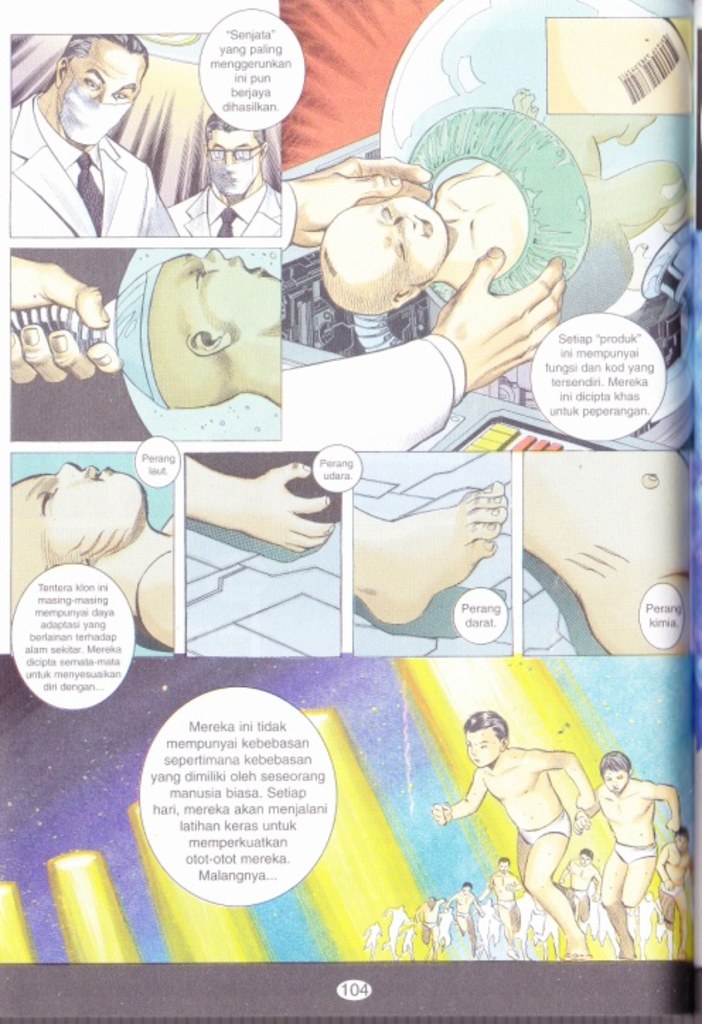 "Senjata"
yang paling
menggerunkan
ini pun
berjaya
dihasilkan.
Setiap "produk"
ini mempunyai
fungsi dan kod yang
tersendiri. Mereka
ini dicipta khas
untuk peperangan.
Tentera klon ini
masing-masing
mempunyai daya
adaptasi yang
berlainan terhadap
alam sekitar. Mereka
dicipta semata-mata
untuk menyesuaikan
diri dengan...
Perang
laut.
Perang
udara.
Perang
darat.
Perang
kimia.
Mereka ini tidak
mempunyai kebebasan
sepertimana kebebasan
yang dimiliki oleh seseorang
manusia biasa. Setiap
hari, mereka akan menjalani
latihan keras untuk
memperkuatkan
otot-otot mereka.
Malangnya...
104